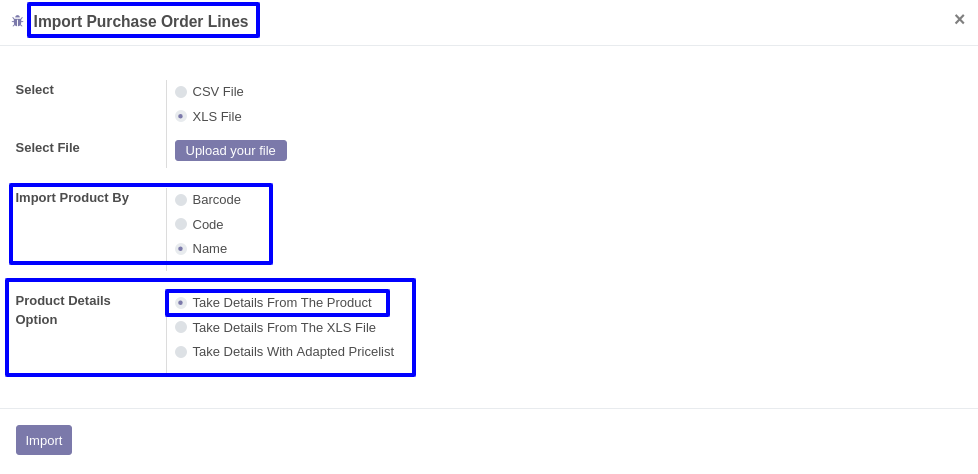 Import Purchase Order Lines ×
Select
CSV File
XLS File
Select File
Upload your file
Import Product By
Barcode
Code
Name
Product Details
Option
Take Details From The Product
Take Details From The XLS File
Take Details With Adapted Pricelist
Import